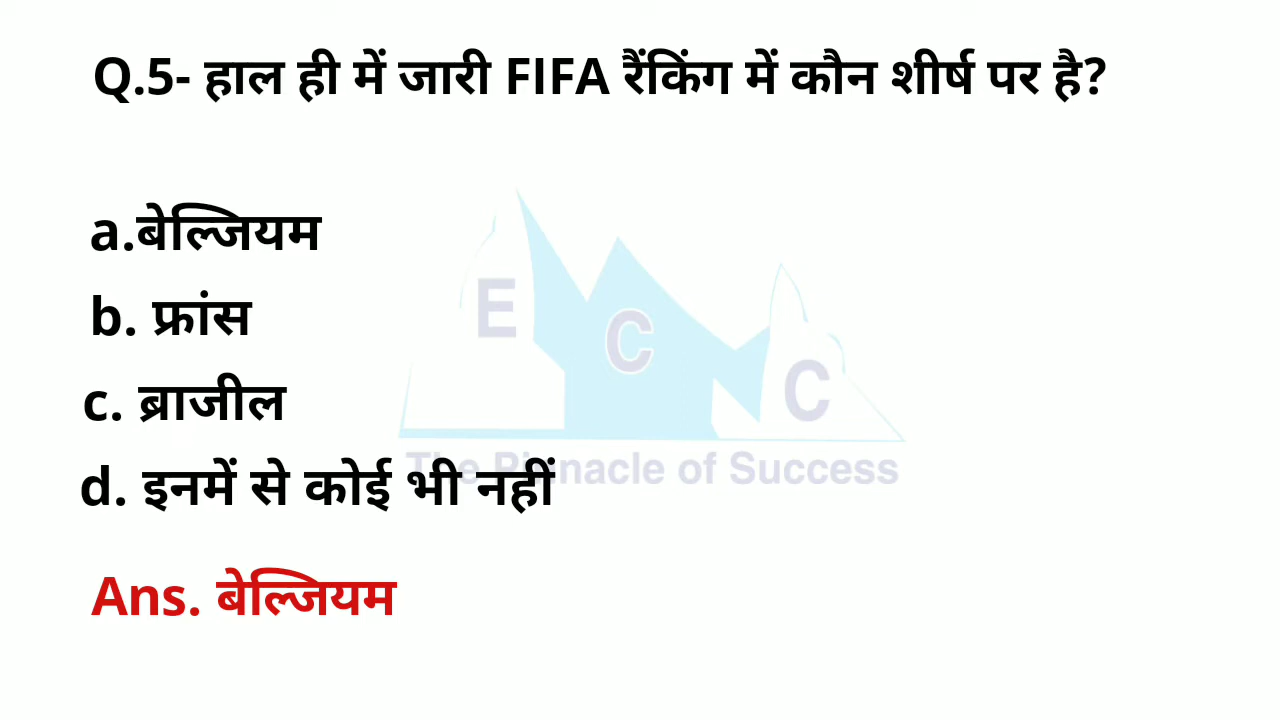 Q.5- हाल ही में जारी FIFA रैंकिंग में कौन शीर्ष पर है?
a.बेल्जियम
b. फ्रांस
E
C
C
c. ब्राजील
The Pinnacle of Success
d. इनमें से कोई भी नहीं
Ans. बेल्जियम